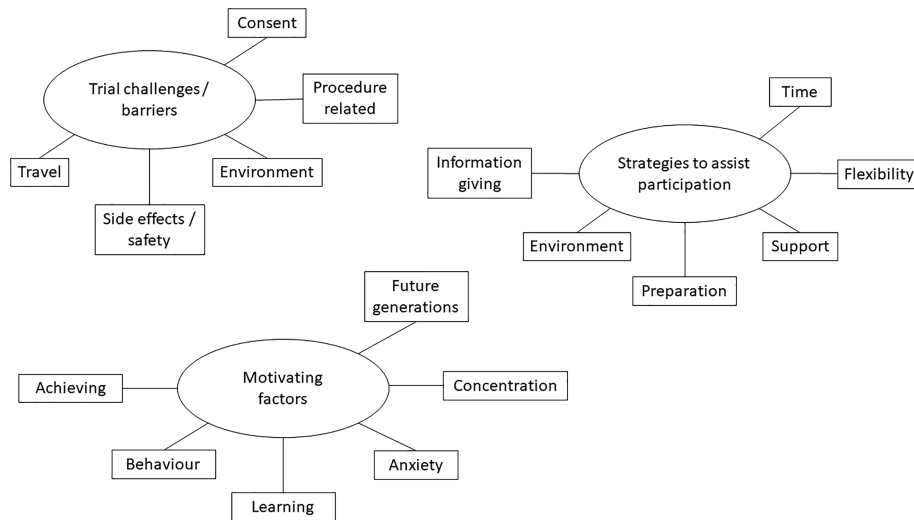 Consent
Trial challenges /
barriers
Procedure
related
Travel
Environment
Side effects /
safety
Time
Information
giving
Strategies to assist
participation
Flexibility
Environment
Support
Preparation
Future
generations
Achieving
Motivating
factors
Concentration
Behaviour
Anxiety
Learning